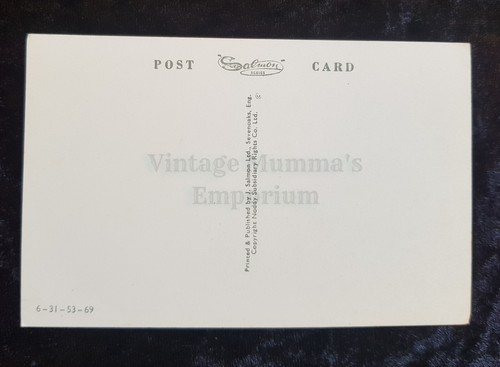 POST "Salmon" CARD
SERIES
©
Printed & Published by J. Salmon Ltd., Sevenoaks, Eng.
Copyright Noddy Subsidiary Rights Co. Ltd.
Vintage Mumma's
Emporium
6-31-53-69